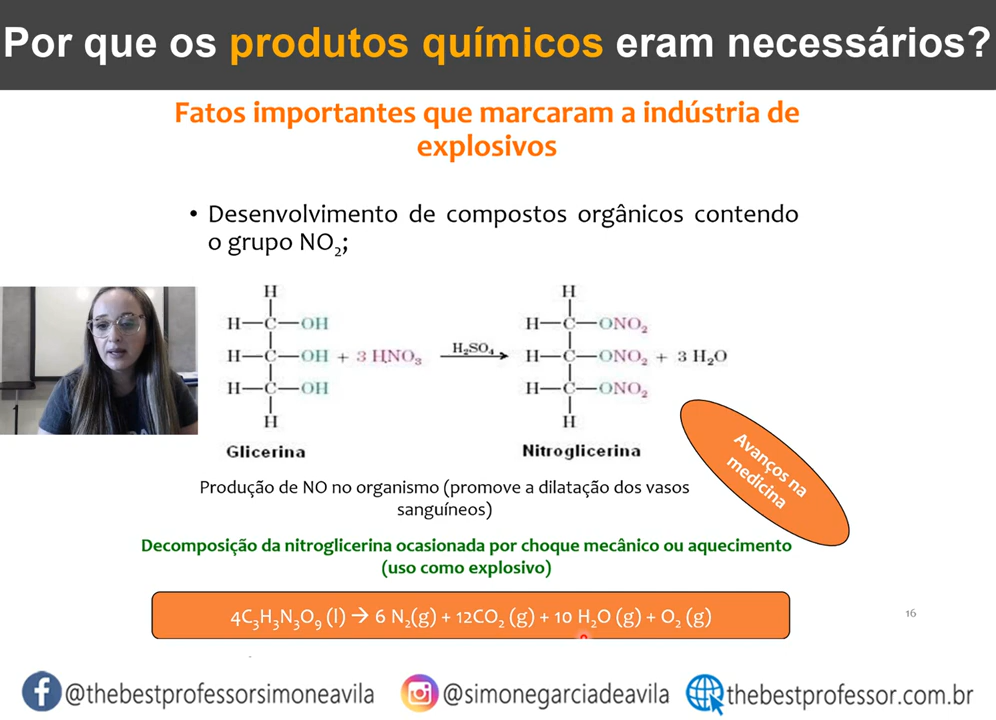 Por que os produtos químicos eram necessários?
Fatos importantes que marcaram a indústria de
explosivos
• Desenvolvimento de compostos orgânicos contendo
o grupo NO₂;
H H
H—C—OH H—C—ONO₂
H—C—OH + 3 HNO₃ H₂SO₄ → H—C—ONO₂ + 3 H₂O
H—C—OH H—C—ONO₂
H H
Glicerina Nitroglicerina
Avanços na
medicina
Produção de NO no organismo (promove a dilatação dos vasos
sanguíneos)
Decomposição da nitroglicerina ocasionada por choque mecânico ou aquecimento
(uso como explosivo)
4C₃H₃N₃O₉ (l) → 6 N₂(g) + 12CO₂ (g) + 10 H₂O (g) + O₂ (g)
16
@thebestprofessorsimoneavila @simonegarciadeavila thebestprofessor.com.br